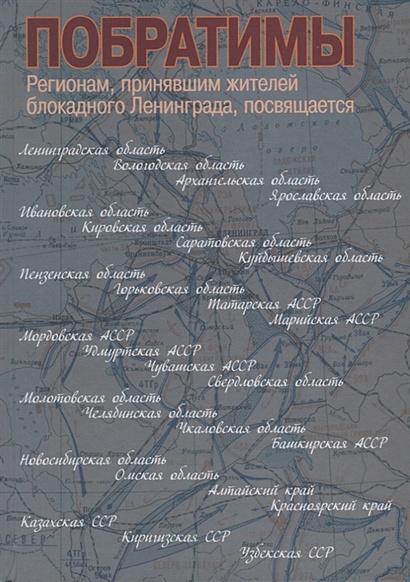 ПОБРАТИМЫ
Регионам, принявшим жителей
блокадного Ленинграда, посвящается
Ленинградская область
Вологодская область
Архангельская область
Ярославская область
Ивановская область
Кировская область
Саратовская область
Куйбышевская область
Пензенская область
Горьковская область
Татарская АССР
Марийская АССР
Мордовская АССР
Удмуртская АССР
Чувашская АССР
Свердловская область
Молотовская область
Челябинская область
Чкаловская область
Башкирская АССР
Новосибирская область
Омская область
Алтайский край
Красноярский край
Казахская ССР
Киргизская ССР
Узбекская ССР